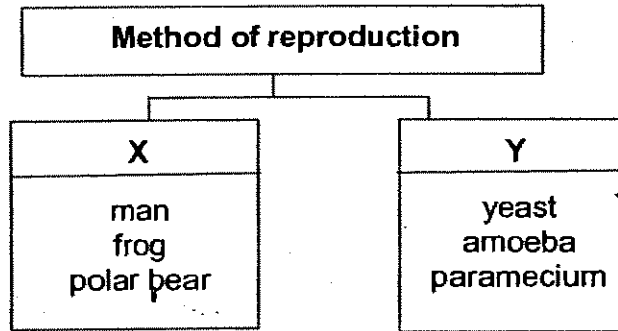 Method of reproduction
X
man
frog
polar bear
Y
yeast
amoeba
paramecium